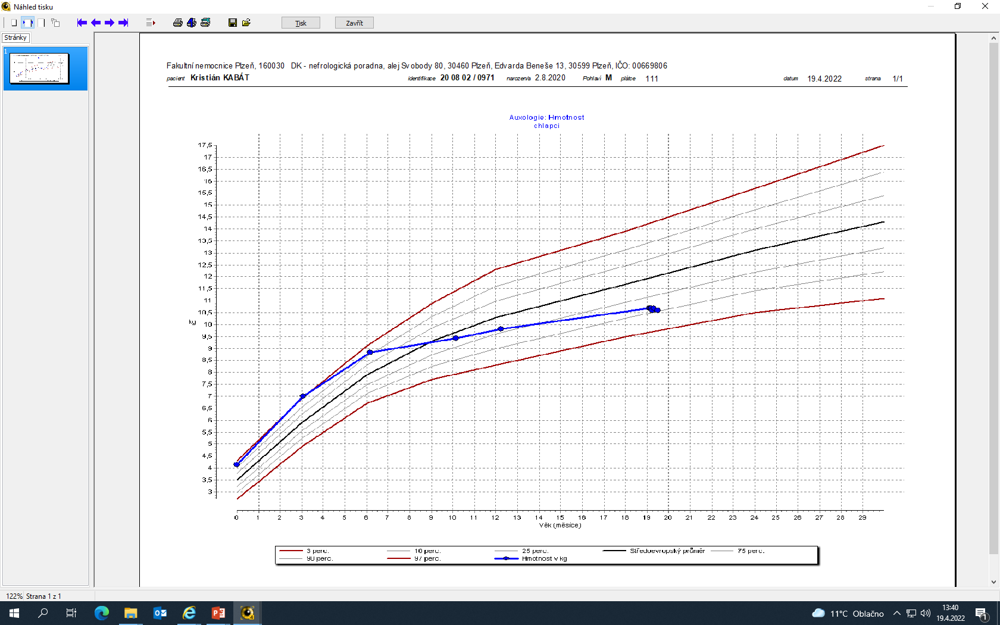 Náhled tisku
Tisk
Zavřít
Stránky
1
Fakultní nemocnice Plzeň, 160030 DK - nefrologická poradna, alej Svobody 80, 30460 Plzeň, Edvarda Beneše 13, 30599 Plzeň, IČO: 00669806
pacient Kristián KABÁT identifikace 20 08 02 / 0971 narozen/a 2.8.2020 Pohlaví M plátce 111 datum 19.4.2022 strana 1/1
Auxologie: Hmotnost
chlapci
17,5
17
16,5
16
15,5
15
14,5
14
13,5
13
12,5
12
11,5
11
10,5
kg
10
9,5
9
8,5
8
7,5
7
6,5
6
5,5
5
4,5
4
3,5
3
0 1 2 3 4 5 6 7 8 9 10 11 12 13 14 15 16 17 18 19 20 21 22 23 24 25 26 27 28 29
Věk (měsíce)
3 perc. 10 perc. 25 perc. Středoevropský průměr 75 perc.
90 perc. 97 perc. Hmotnost v kg
122% Strana 1 z 1
11°C Oblačno
13:40
19.4.2022
1